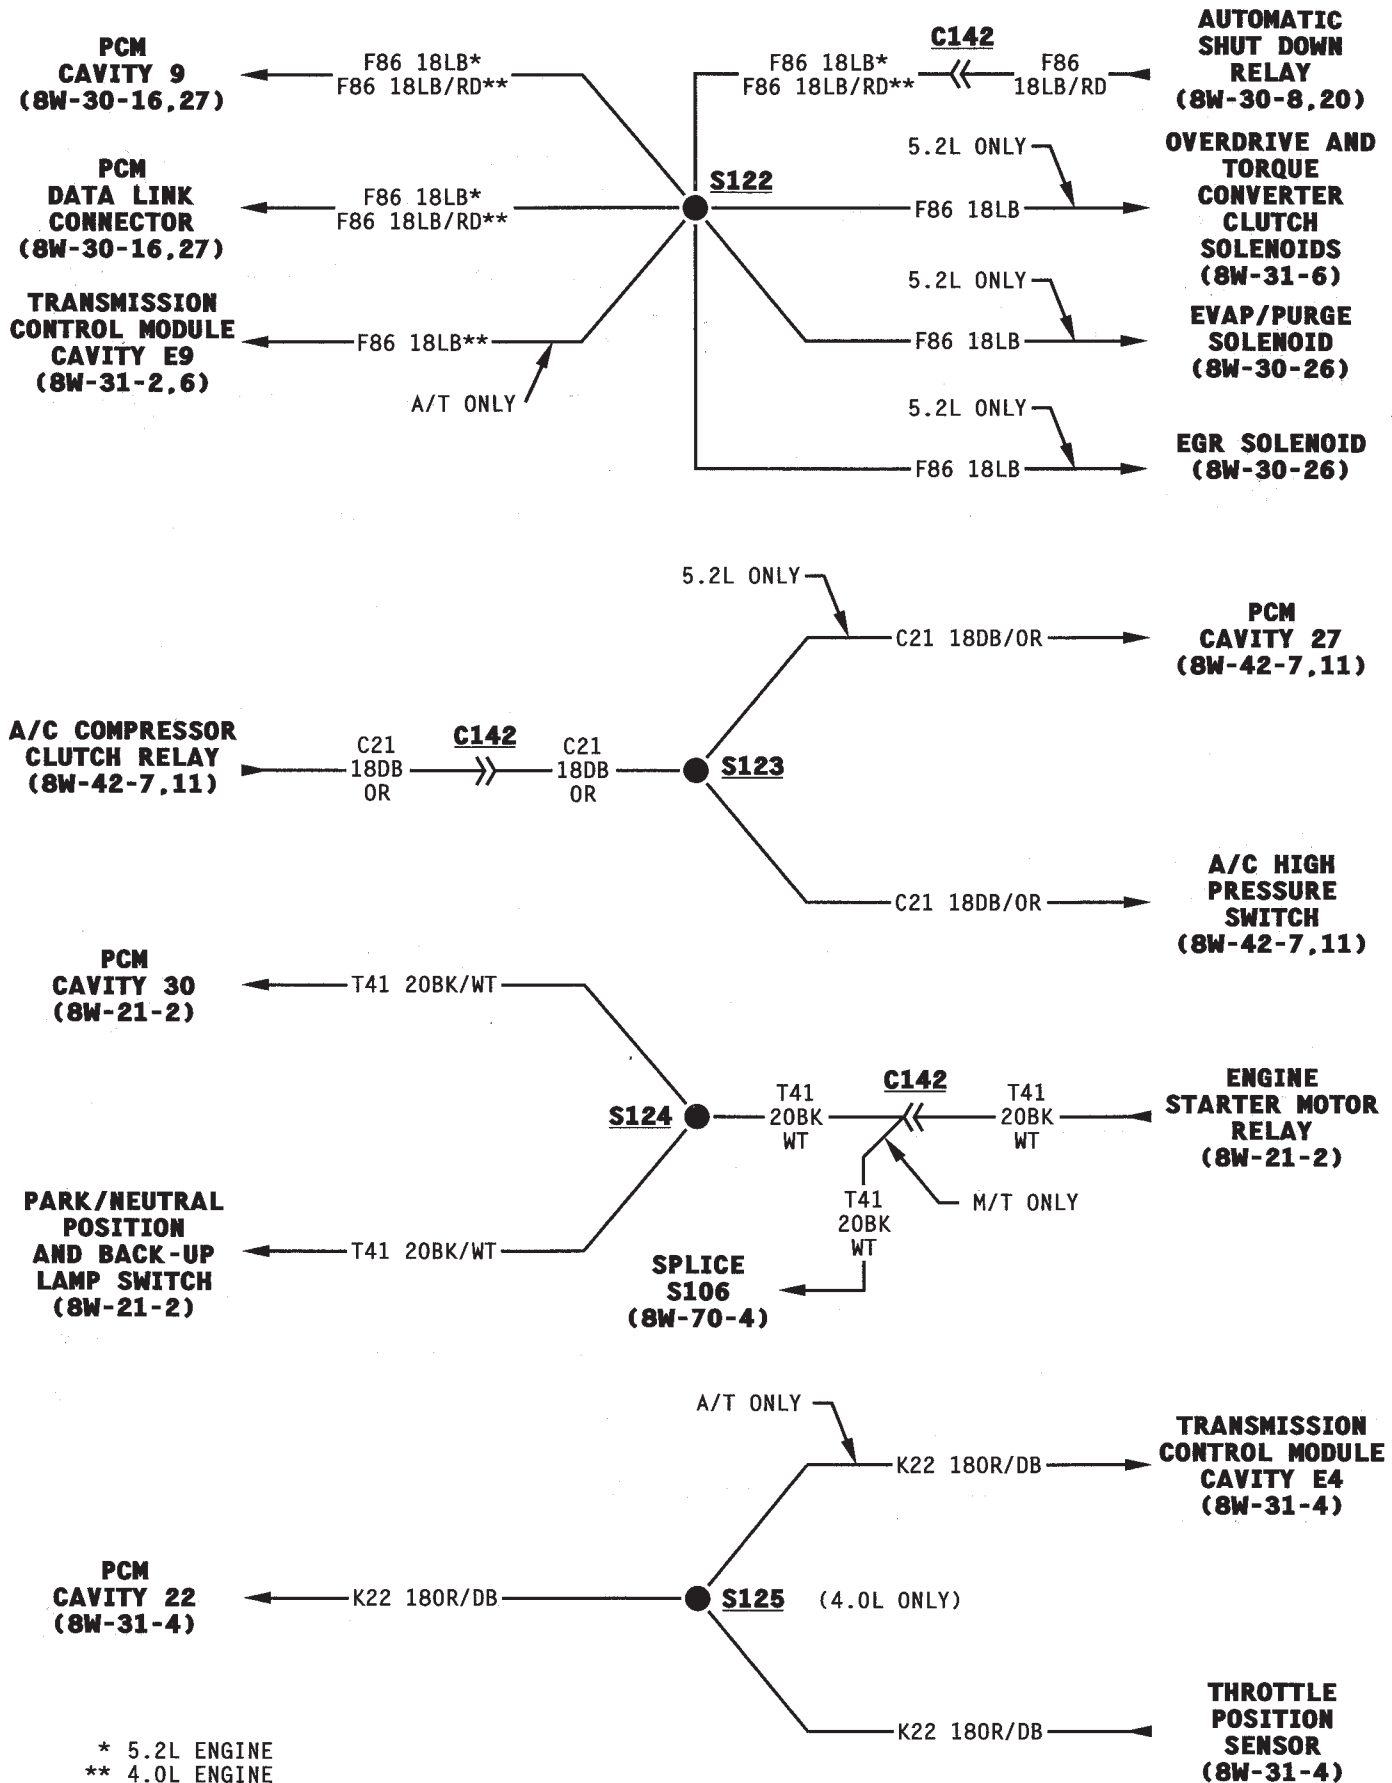 PCM
CAVITY 9
(8W-30-16,27)
F86 18LB*
F86 18LB/RD**
F86 18LB*
F86 18LB/RD**
C142
F86
18LB/RD
AUTOMATIC
SHUT DOWN
RELAY
(8W-30-8,20)
PCM
DATA LINK
CONNECTOR
(8W-30-16,27)
F86 18LB*
F86 18LB/RD**
S122
5.2L ONLY
F86 18LB
OVERDRIVE AND
TORQUE
CONVERTER
CLUTCH
SOLENOIDS
(8W-31-6)
TRANSMISSION
CONTROL MODULE
CAVITY E9
(8W-31-2,6)
F86 18LB**
A/T ONLY
5.2L ONLY
F86 18LB
EVAP/PURGE
SOLENOID
(8W-30-26)
5.2L ONLY
F86 18LB
EGR SOLENOID
(8W-30-26)
5.2L ONLY
C21 18DB/OR
PCM
CAVITY 27
(8W-42-7,11)
A/C COMPRESSOR
CLUTCH RELAY
(8W-42-7,11)
C21
18DB
OR
C142
C21
18DB
OR
S123
C21 18DB/OR
A/C HIGH
PRESSURE
SWITCH
(8W-42-7,11)
PCM
CAVITY 30
(8W-21-2)
T41 20BK/WT
S124
T41
20BK
WT
C142
T41
20BK
WT
ENGINE
STARTER MOTOR
RELAY
(8W-21-2)
M/T ONLY
T41
20BK
WT
PARK/NEUTRAL
POSITION
AND BACK-UP
LAMP SWITCH
(8W-21-2)
T41 20BK/WT
SPLICE
S106
(8W-70-4)
A/T ONLY
K22 18OR/DB
TRANSMISSION
CONTROL MODULE
CAVITY E4
(8W-31-4)
PCM
CAVITY 22
(8W-31-4)
K22 18OR/DB
S125 (4.0L ONLY)
K22 18OR/DB
THROTTLE
POSITION
SENSOR
(8W-31-4)
* 5.2L ENGINE
** 4.0L ENGINE